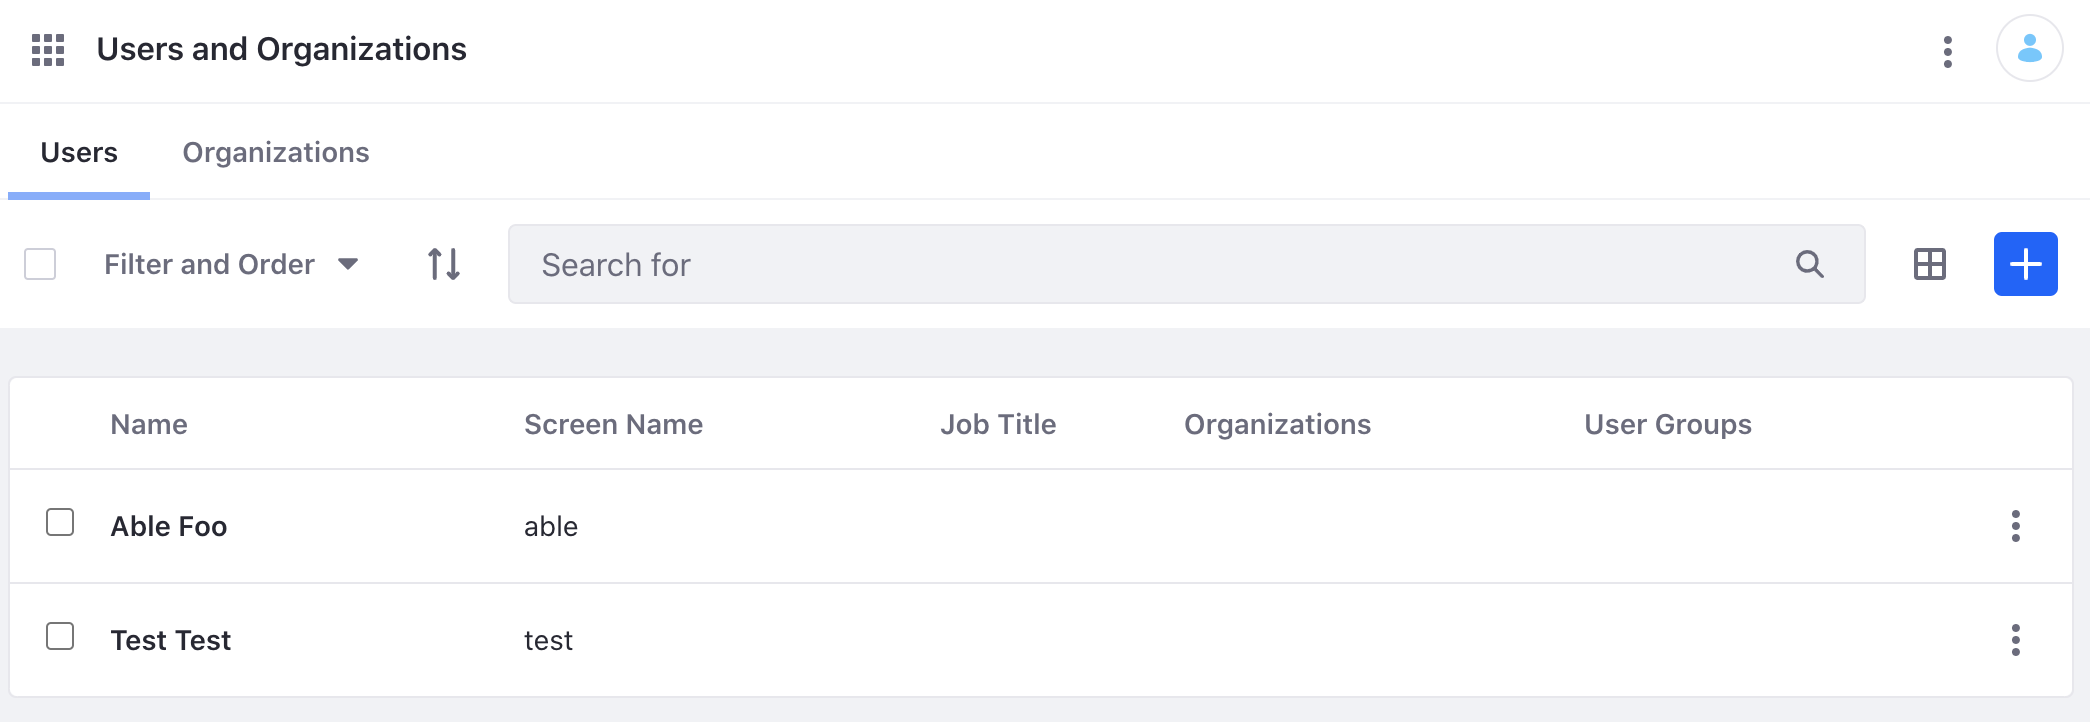 Users and Organizations
Users Organizations
Filter and Order Search for
Name Screen Name Job Title Organizations User Groups
Able Foo able
Test Test test